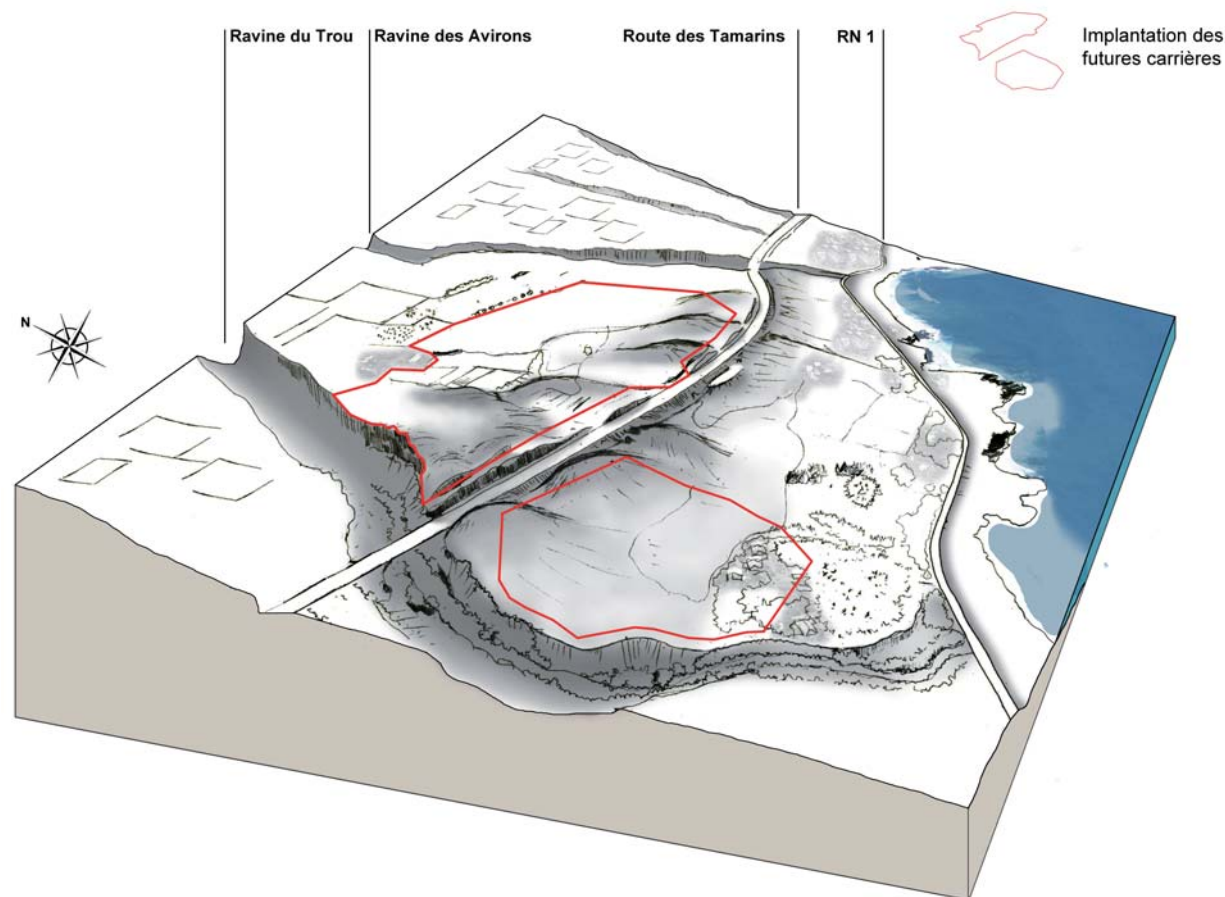 Ravine du Trou
Ravine des Avirons
Route des Tamarins
RN 1
Implantation des
futures carrières
N